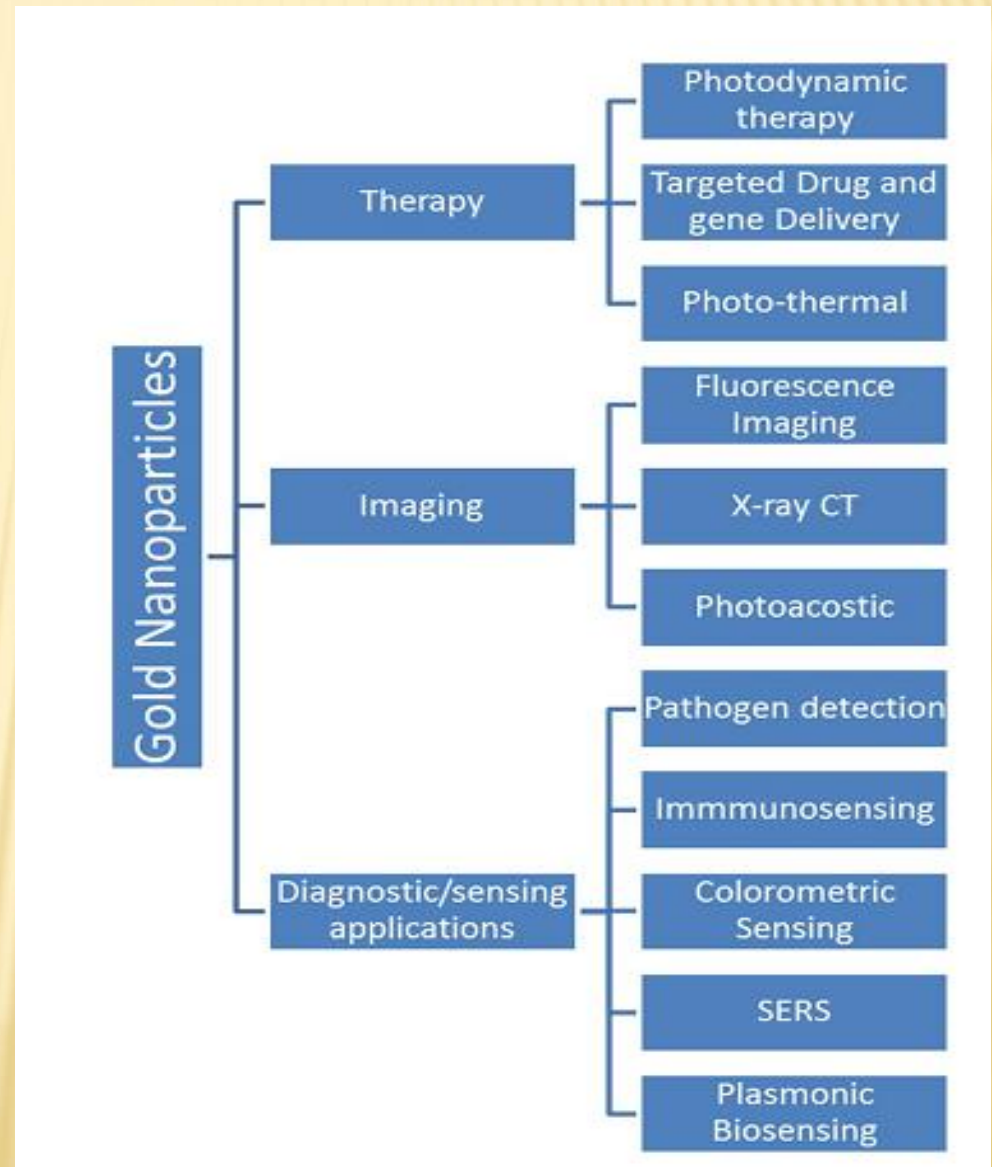 Gold Nanoparticles
Therapy
Photodynamic
therapy
Targeted Drug and
gene Delivery
Photo-thermal
Imaging
Fluorescence
Imaging
X-ray CT
Photoacostic
Diagnostic/sensing
applications
Pathogen detection
Immmunosensing
Colorometric
Sensing
SERS
Plasmonic
Biosensing